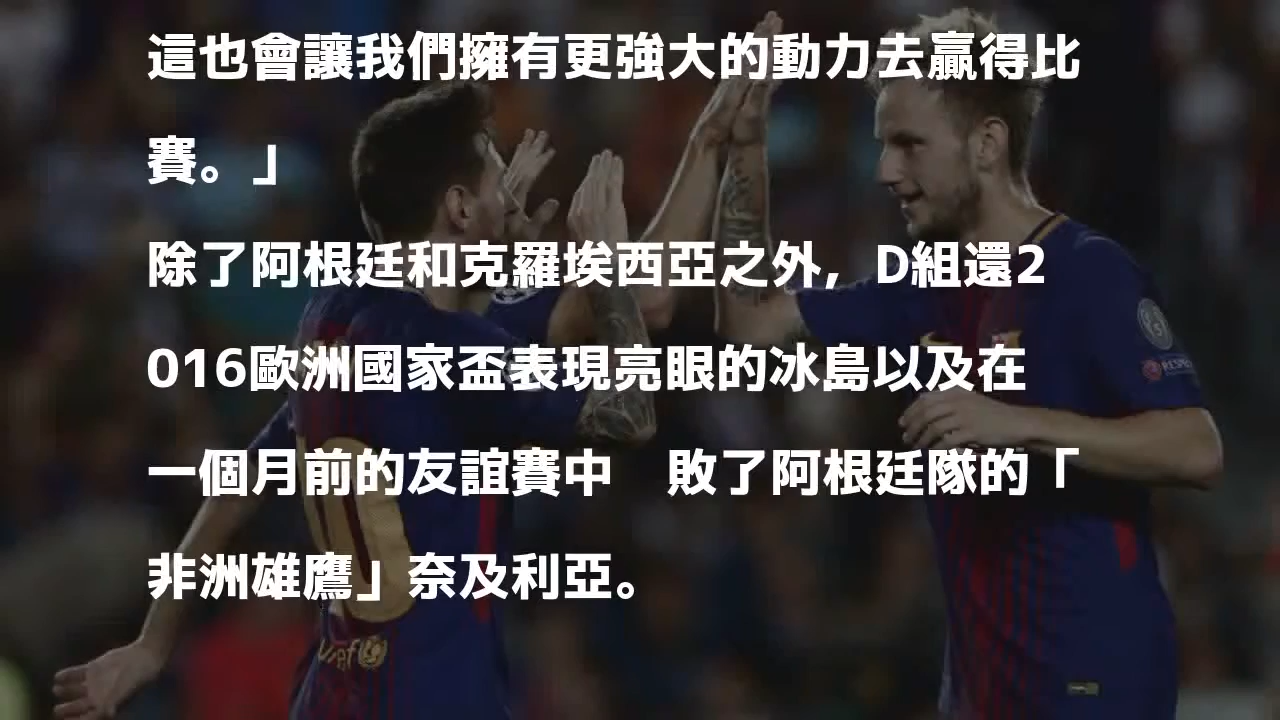 這也會讓我們擁有更強大的動力去贏得比
賽。」
除了阿根廷和克羅埃西亞之外，D組還2
016歐洲國家盃表現亮眼的冰島以及在
一個月前的友誼賽中　敗了阿根廷隊的「
非洲雄鷹」奈及利亞。
10
unicef
RESPECT